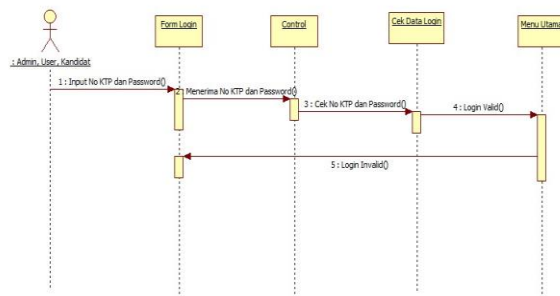 Form Login
Control
Cek Data Login
Menu Utama
: Admin, User, Kandidat
1 : Input No KTP dan Password()
2 : Menerima No KTP dan Password()
3 : Cek No KTP dan Password()
4 : Login Valid()
5 : Login Invalid()